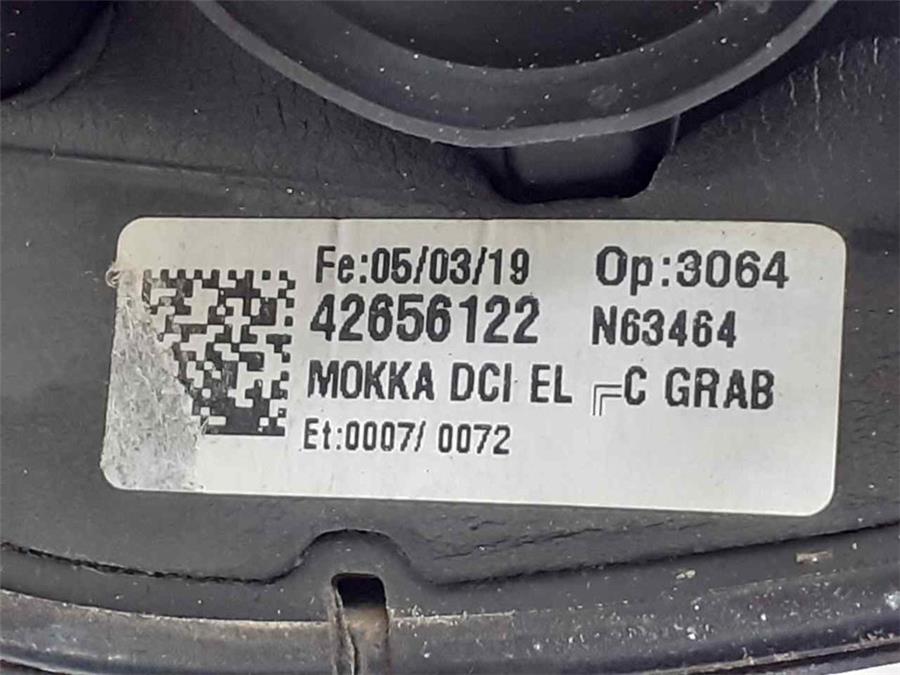 Fe:05/03/19 Op:3064
42656122 N63464
MOKKA DCI EL ╔C GRAB
Et:0007/ 0072